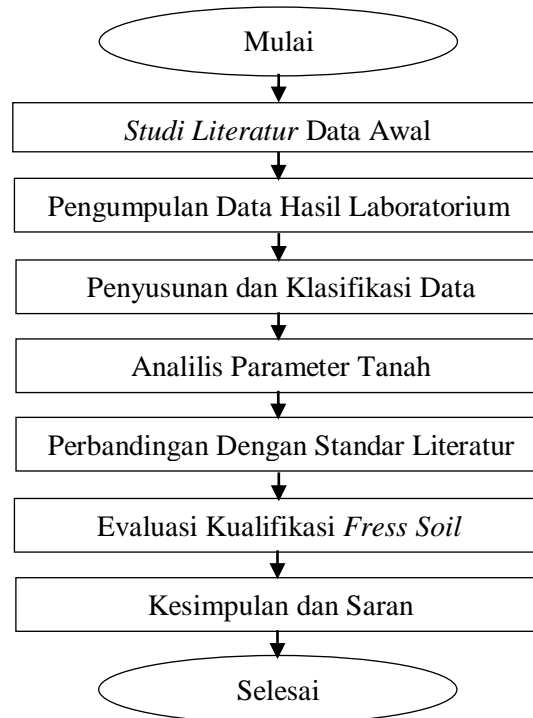 Mulai
Studi Literatur Data Awal
Pengumpulan Data Hasil Laboratorium
Penyusunan dan Klasifikasi Data
Analilis Parameter Tanah
Perbandingan Dengan Standar Literatur
Evaluasi Kualifikasi Fress Soil
Kesimpulan dan Saran
Selesai